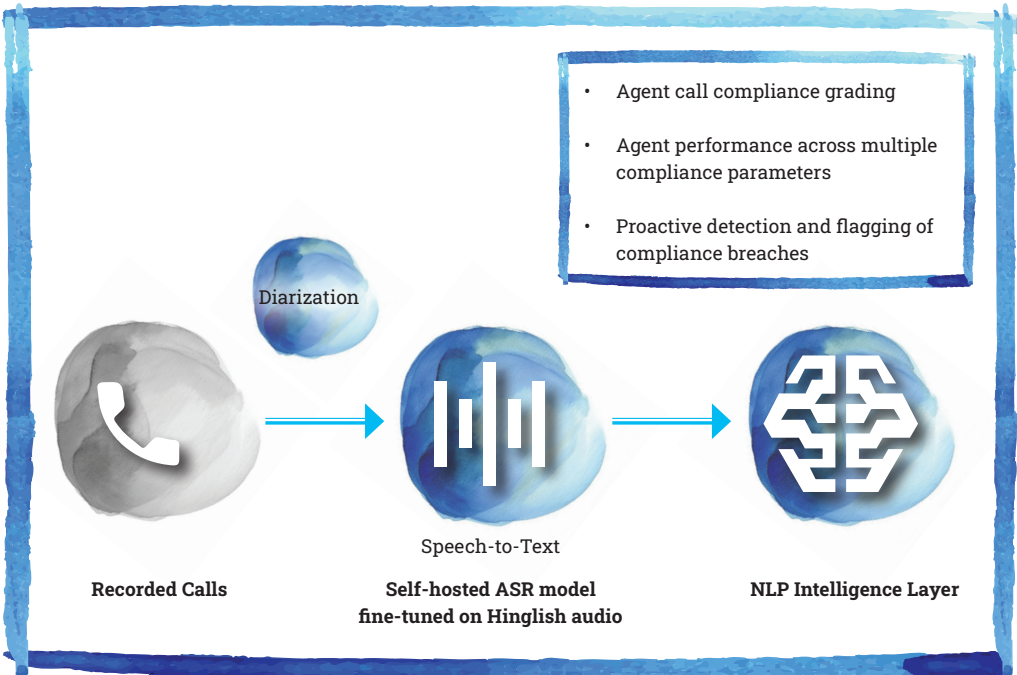 • Agent call compliance grading
• Agent performance across multiple
compliance parameters
• Proactive detection and flagging of
compliance breaches
Diarization
Speech-to-Text
Recorded Calls
Self-hosted ASR model
fine-tuned on Hinglish audio
NLP Intelligence Layer